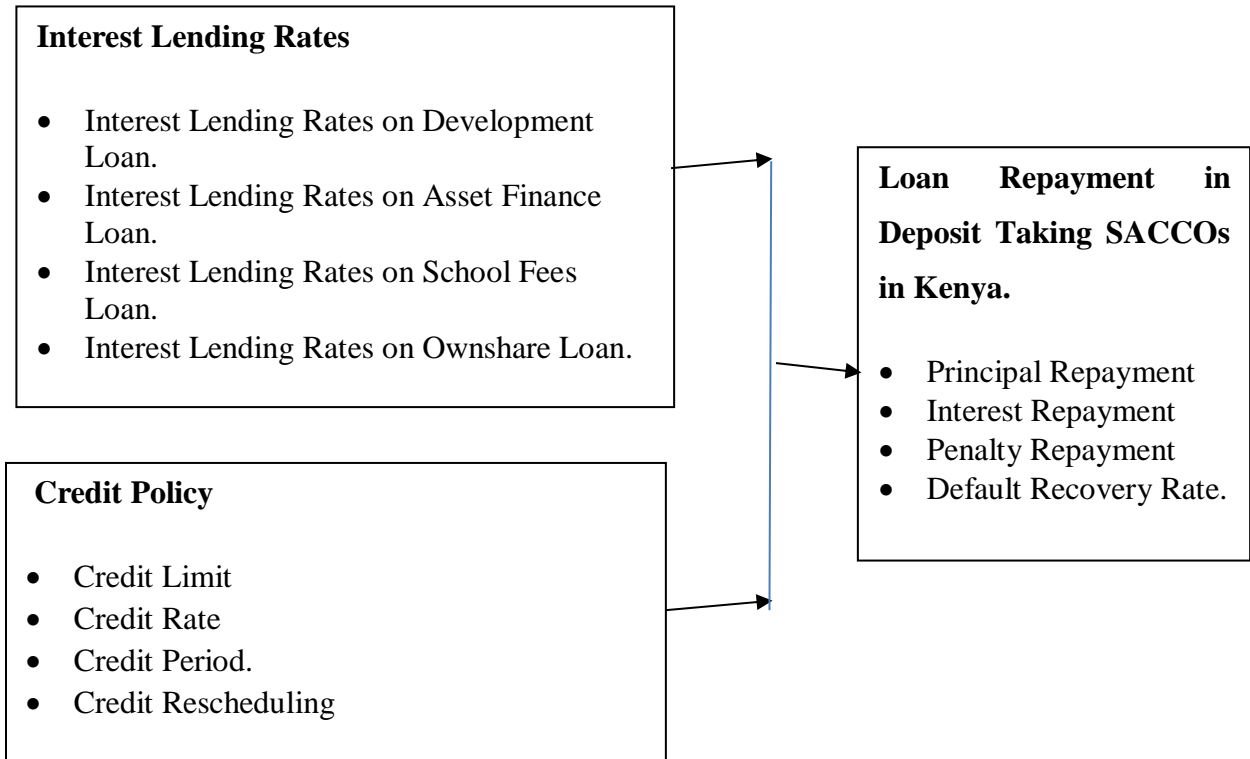 Interest Lending Rates
• Interest Lending Rates on Development
Loan.
• Interest Lending Rates on Asset Finance
Loan.
• Interest Lending Rates on School Fees
Loan.
• Interest Lending Rates on Ownshare Loan.
Credit Policy
• Credit Limit
• Credit Rate
• Credit Period.
• Credit Rescheduling
Loan Repayment in
Deposit Taking SACCOs
in Kenya.
• Principal Repayment
• Interest Repayment
• Penalty Repayment
• Default Recovery Rate.